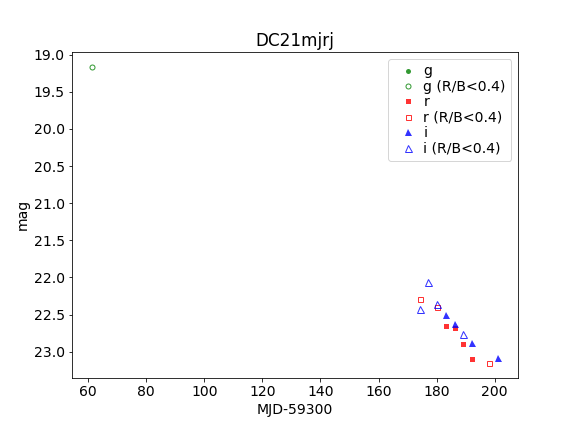 DC21mjrj
g
g (R/B<0.4)
r
r (R/B<0.4)
i
i (R/B<0.4)
mag
19.0
19.5
20.0
20.5
21.0
21.5
22.0
22.5
23.0
60 80 100 120 140 160 180 200
MJD-59300